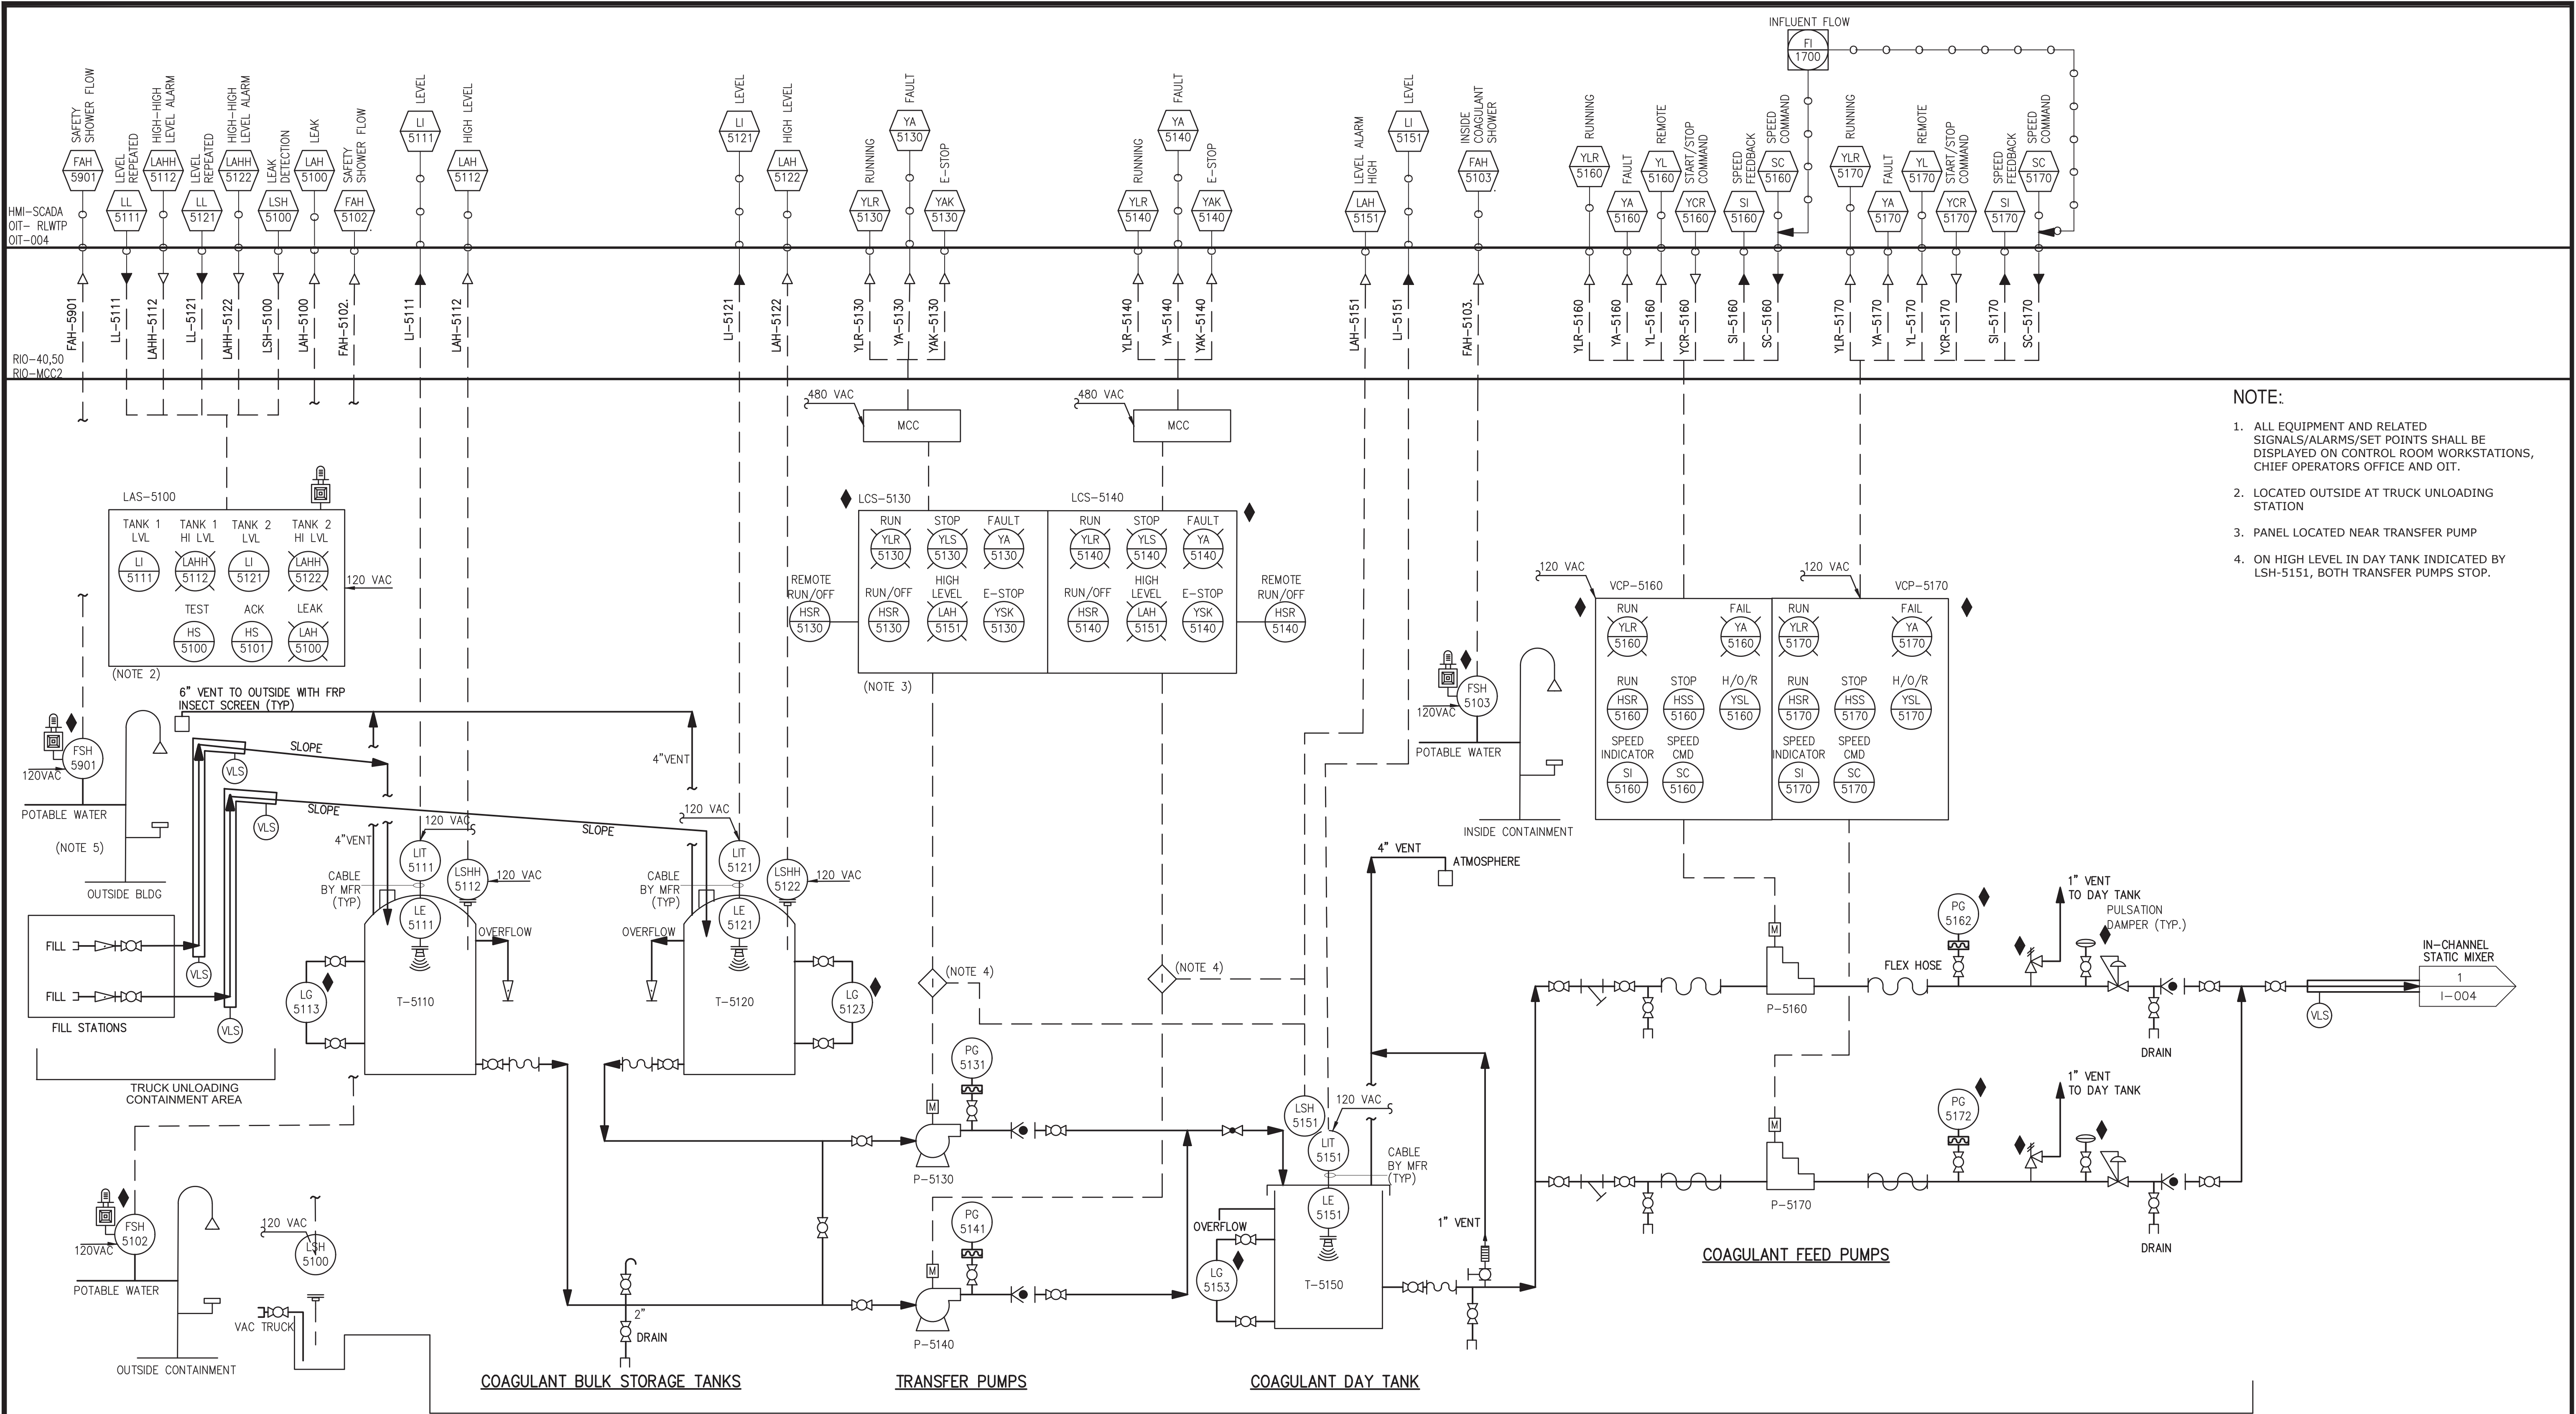 INFLUENT FLOW
FI
1700
SAFETY
SHOWER FLOW
FAH
5901
LEVEL
REPEATED
LL
5111
HIGH-HIGH
LEVEL ALARM
LAHH
5112
LEVEL
REPEATED
LL
5121
HIGH-HIGH
LEVEL ALARM
LAHH
5122
LEAK
DETECTION
LSH
5100
LEAK
LAH
5100
SAFETY
SHOWER FLOW
FAH
5102.
LEVEL
LI
5111
HIGH LEVEL
LAH
5112
LEVEL
LI
5121
HIGH LEVEL
LAH
5122
RUNNING
YLR
5130
FAULT
YA
5130
E-STOP
YAK
5130
RUNNING
YLR
5140
FAULT
YA
5140
E-STOP
YAK
5140
LEVEL ALARM
HIGH
LAH
5151
LEVEL
LI
5151
INSIDE
COAGULANT
SHOWER
FAH
5103.
RUNNING
YLR
5160
FAULT
YA
5160
REMOTE
YL
5160
START/STOP
COMMAND
YCR
5160
SPEED
FEEDBACK
SI
5160
SPEED
COMMAND
SC
5160
RUNNING
YLR
5170
FAULT
YA
5170
REMOTE
YL
5170
START/STOP
COMMAND
YCR
5170
SPEED
FEEDBACK
SI
5170
SPEED
COMMAND
SC
5170
HMI-SCADA
OIT- RLWTP
OIT-004
FAH-5901
LL-5111
LAHH-5112
LL-5121
LAHH-5122
LSH-5100
LAH-5100
FAH-5102.
LI-5111
LAH-5112
LI-5121
LAH-5122
YLR-5130
YA-5130
YAK-5130
YLR-5140
YA-5140
YAK-5140
LAH-5151
LI-5151
FAH-5103.
YLR-5160
YA-5160
YL-5160
YCR-5160
SI-5160
SC-5160
YLR-5170
YA-5170
YL-5170
YCR-5170
SI-5170
SC-5170
RIO-40,50
RIO-MCC2
NOTE:.
1. ALL EQUIPMENT AND RELATED
SIGNALS/ALARMS/SET POINTS SHALL BE
DISPLAYED ON CONTROL ROOM WORKSTATIONS,
CHIEF OPERATORS OFFICE AND OIT.
2. LOCATED OUTSIDE AT TRUCK UNLOADING
STATION
3. PANEL LOCATED NEAR TRANSFER PUMP
4. ON HIGH LEVEL IN DAY TANK INDICATED BY
LSH-5151, BOTH TRANSFER PUMPS STOP.
480 VAC
MCC
480 VAC
MCC
LAS-5100
TANK 1
LVL
LI
5111
TANK 1
HI LVL
LAHH
5112
TANK 2
LVL
LI
5121
TANK 2
HI LVL
LAHH
5122
120 VAC
TEST
HS
5100
ACK
HS
5101
LEAK
LAH
5100
(NOTE 2)
LCS-5130
RUN
YLR
5130
STOP
YLS
5130
FAULT
YA
5130
REMOTE
RUN/OFF
HSR
5130
RUN/OFF
HSR
5130
HIGH
LEVEL
LAH
5151
E-STOP
YSK
5130
(NOTE 3)
LCS-5140
RUN
YLR
5140
STOP
YLS
5140
FAULT
YA
5140
RUN/OFF
HSR
5140
HIGH
LEVEL
LAH
5151
E-STOP
YSK
5140
REMOTE
RUN/OFF
HSR
5140
120 VAC
VCP-5160
RUN
YLR
5160
FAIL
YA
5160
RUN
HSR
5160
STOP
HSS
5160
H/O/R
YSL
5160
SPEED
INDICATOR
SI
5160
SPEED
CMD
SC
5160
120 VAC
VCP-5170
RUN
YLR
5170
FAIL
YA
5170
RUN
HSR
5170
STOP
HSS
5170
H/O/R
YSL
5170
SPEED
INDICATOR
SI
5170
SPEED
CMD
SC
5170
6" VENT TO OUTSIDE WITH FRP
INSECT SCREEN (TYP)
FSH
5901
120VAC
POTABLE WATER
(NOTE 5)
OUTSIDE BLDG
VLS
VLS
SLOPE
SLOPE
SLOPE
4"VENT
4"VENT
FILL
FILL
FILL STATIONS
VLS
VLS
TRUCK UNLOADING
CONTAINMENT AREA
120 VAC
LIT
5111
LSHH
5112
120 VAC
CABLE
BY MFR
(TYP)
LE
5111
OVERFLOW
LG
5113
T-5110
120 VAC
LIT
5121
LSHH
5122
120 VAC
CABLE
BY MFR
(TYP)
LE
5121
OVERFLOW
T-5120
LG
5123
FSH
5103
120VAC
POTABLE WATER
INSIDE CONTAINMENT
4" VENT
ATMOSPHERE
(NOTE 4)
(NOTE 4)
PG
5131
M
P-5130
PG
5141
M
P-5140
LSH
5151
120 VAC
LIT
5151
CABLE
BY MFR
(TYP)
LE
5151
OVERFLOW
LG
5153
T-5150
1" VENT
M
P-5160
FLEX HOSE
PG
5162
1" VENT
TO DAY TANK
PULSATION
DAMPER (TYP.)
DRAIN
IN-CHANNEL
STATIC MIXER
1
I-004
VLS
M
P-5170
PG
5172
1" VENT
TO DAY TANK
DRAIN
COAGULANT FEED PUMPS
FSH
5102
120VAC
POTABLE WATER
OUTSIDE CONTAINMENT
120 VAC
LSH
5100
VAC TRUCK
2"
DRAIN
COAGULANT BULK STORAGE TANKS
TRANSFER PUMPS
COAGULANT DAY TANK